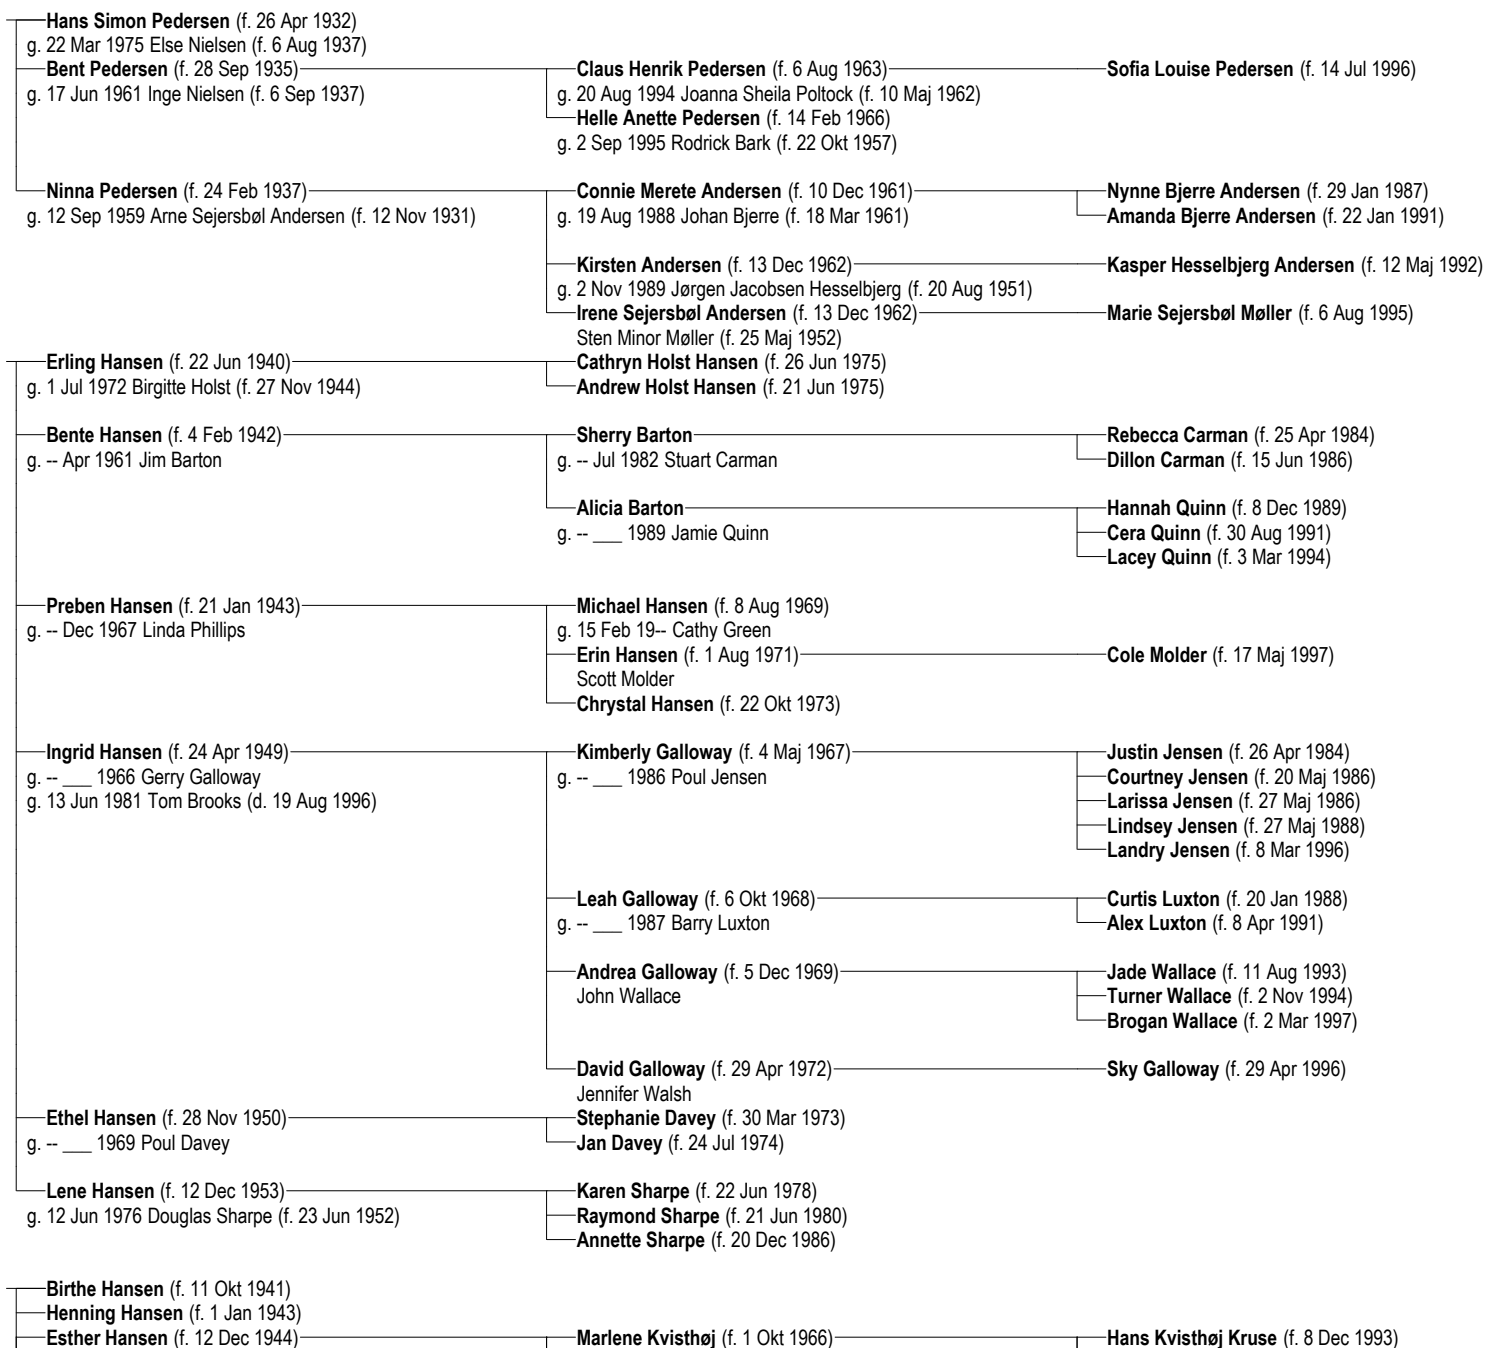 Hans Simon Pedersen (f. 26 Apr 1932)
g. 22 Mar 1975 Else Nielsen (f. 6 Aug 1937)
Bent Pedersen (f. 28 Sep 1935) Claus Henrik Pedersen (f. 6 Aug 1963) Sofia Louise Pedersen (f. 14 Jul 1996)
g. 17 Jun 1961 Inge Nielsen (f. 6 Sep 1937) g. 20 Aug 1994 Joanna Sheila Poltock (f. 10 Maj 1962)
Helle Anette Pedersen (f. 14 Feb 1966)
g. 2 Sep 1995 Rodrick Bark (f. 22 Okt 1957)
Ninna Pedersen (f. 24 Feb 1937) Connie Merete Andersen (f. 10 Dec 1961) Nynne Bjerre Andersen (f. 29 Jan 1987)
g. 12 Sep 1959 Arne Sejersbøl Andersen (f. 12 Nov 1931) g. 19 Aug 1988 Johan Bjerre (f. 18 Mar 1961) Amanda Bjerre Andersen (f. 22 Jan 1991)
Kirsten Andersen (f. 13 Dec 1962) Kasper Hesselbjerg Andersen (f. 12 Maj 1992)
g. 2 Nov 1989 Jørgen Jacobsen Hesselbjerg (f. 20 Aug 1951)
Irene Sejersbøl Andersen (f. 13 Dec 1962) Marie Sejersbøl Møller (f. 6 Aug 1995)
Sten Minor Møller (f. 25 Maj 1952)
Erling Hansen (f. 22 Jun 1940) Cathryn Holst Hansen (f. 26 Jun 1975)
g. 1 Jul 1972 Birgitte Holst (f. 27 Nov 1944) Andrew Holst Hansen (f. 21 Jun 1975)
Bente Hansen (f. 4 Feb 1942) Sherry Barton Rebecca Carman (f. 25 Apr 1984)
g. -- Apr 1961 Jim Barton g. -- Jul 1982 Stuart Carman Dillon Carman (f. 15 Jun 1986)
Alicia Barton Hannah Quinn (f. 8 Dec 1989)
g. -- ___ 1989 Jamie Quinn Cera Quinn (f. 30 Aug 1991)
Lacey Quinn (f. 3 Mar 1994)
Preben Hansen (f. 21 Jan 1943) Michael Hansen (f. 8 Aug 1969)
g. -- Dec 1967 Linda Phillips g. 15 Feb 19-- Cathy Green
Erin Hansen (f. 1 Aug 1971) Cole Molder (f. 17 Maj 1997)
Scott Molder
Chrystal Hansen (f. 22 Okt 1973)
Ingrid Hansen (f. 24 Apr 1949) Kimberly Galloway (f. 4 Maj 1967) Justin Jensen (f. 26 Apr 1984)
g. -- ___ 1966 Gerry Galloway g. -- ___ 1986 Poul Jensen Courtney Jensen (f. 20 Maj 1986)
g. 13 Jun 1981 Tom Brooks (d. 19 Aug 1996) Larissa Jensen (f. 27 Maj 1986)
Lindsey Jensen (f. 27 Maj 1988)
Landry Jensen (f. 8 Mar 1996)
Leah Galloway (f. 6 Okt 1968) Curtis Luxton (f. 20 Jan 1988)
g. -- ___ 1987 Barry Luxton Alex Luxton (f. 8 Apr 1991)
Andrea Galloway (f. 5 Dec 1969) Jade Wallace (f. 11 Aug 1993)
John Wallace Turner Wallace (f. 2 Nov 1994)
Brogan Wallace (f. 2 Mar 1997)
David Galloway (f. 29 Apr 1972) Sky Galloway (f. 29 Apr 1996)
Jennifer Walsh
Ethel Hansen (f. 28 Nov 1950) Stephanie Davey (f. 30 Mar 1973)
g. -- ___ 1969 Poul Davey Jan Davey (f. 24 Jul 1974)
Lene Hansen (f. 12 Dec 1953) Karen Sharpe (f. 22 Jun 1978)
g. 12 Jun 1976 Douglas Sharpe (f. 23 Jun 1952) Raymond Sharpe (f. 21 Jun 1980)
Annette Sharpe (f. 20 Dec 1986)
Birthe Hansen (f. 11 Okt 1941)
Henning Hansen (f. 1 Jan 1943)
Esther Hansen (f. 12 Dec 1944) Marlene Kvisthøj (f. 1 Okt 1966) Hans Kvisthøj Kruse (f. 8 Dec 1993)